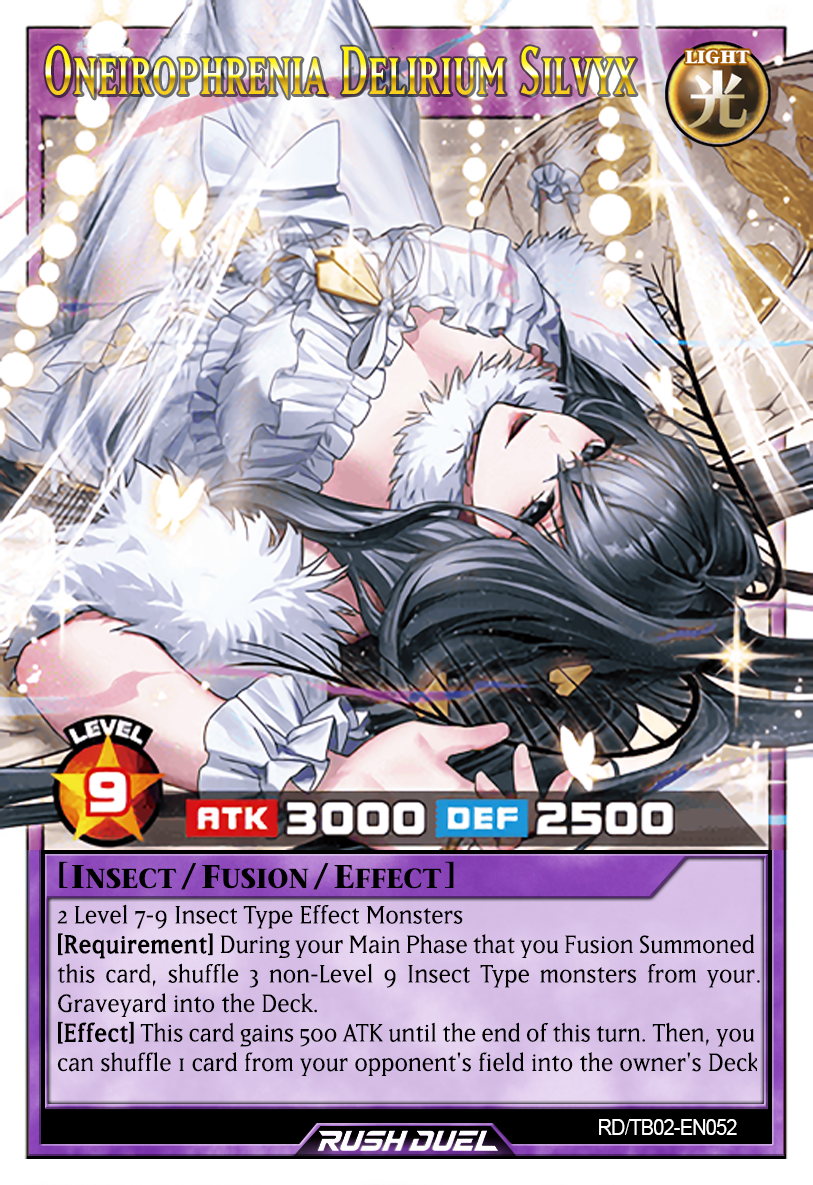 Oneirophrenia Delirium Silvyx
LIGHT
光
LEVEL
9
ATK 3000 DEF 2500
[Insect/Fusion/Effect]
2 Level 7-9 Insect Type Effect Monsters
[Requirement] During your Main Phase that you Fusion Summoned
this card, shuffle 3 non-Level 9 Insect Type monsters from your.
Graveyard into the Deck.
[Effect] This card gains 500 ATK until the end of this turn. Then, you
can shuffle 1 card from your opponent's field into the owner's Deck
RD/TB02-EN052
RUSH DUEL